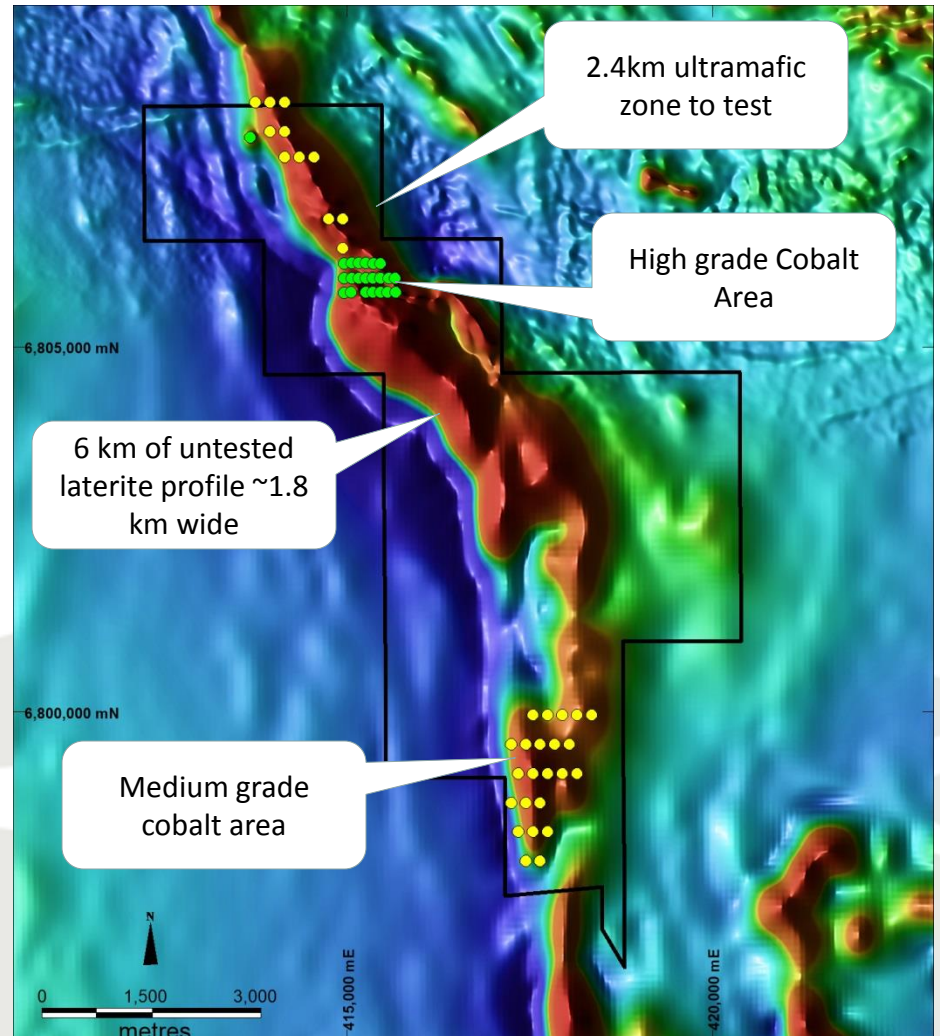 2.4km ultramafic
zone to test
High grade Cobalt
Area
6,805,000 mN
6 km of untested
laterite profile ~1.8
km wide
6,800,000 mN
Medium grade
cobalt area
N
0 1,500 3,000
metres
415,000 mE
420,000 mE